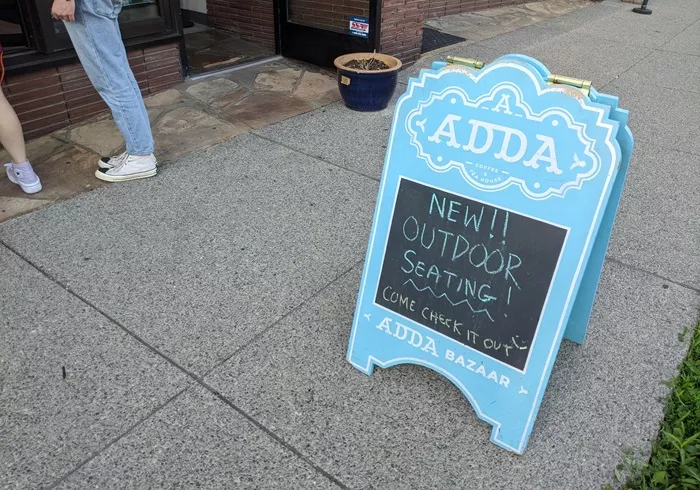 A
ADDA
COFFEE
&
TEA HOUSE
NEW!!
OUTDOOR
SEATING!
COME CHECK IT OUT
ADDA BAZAAR